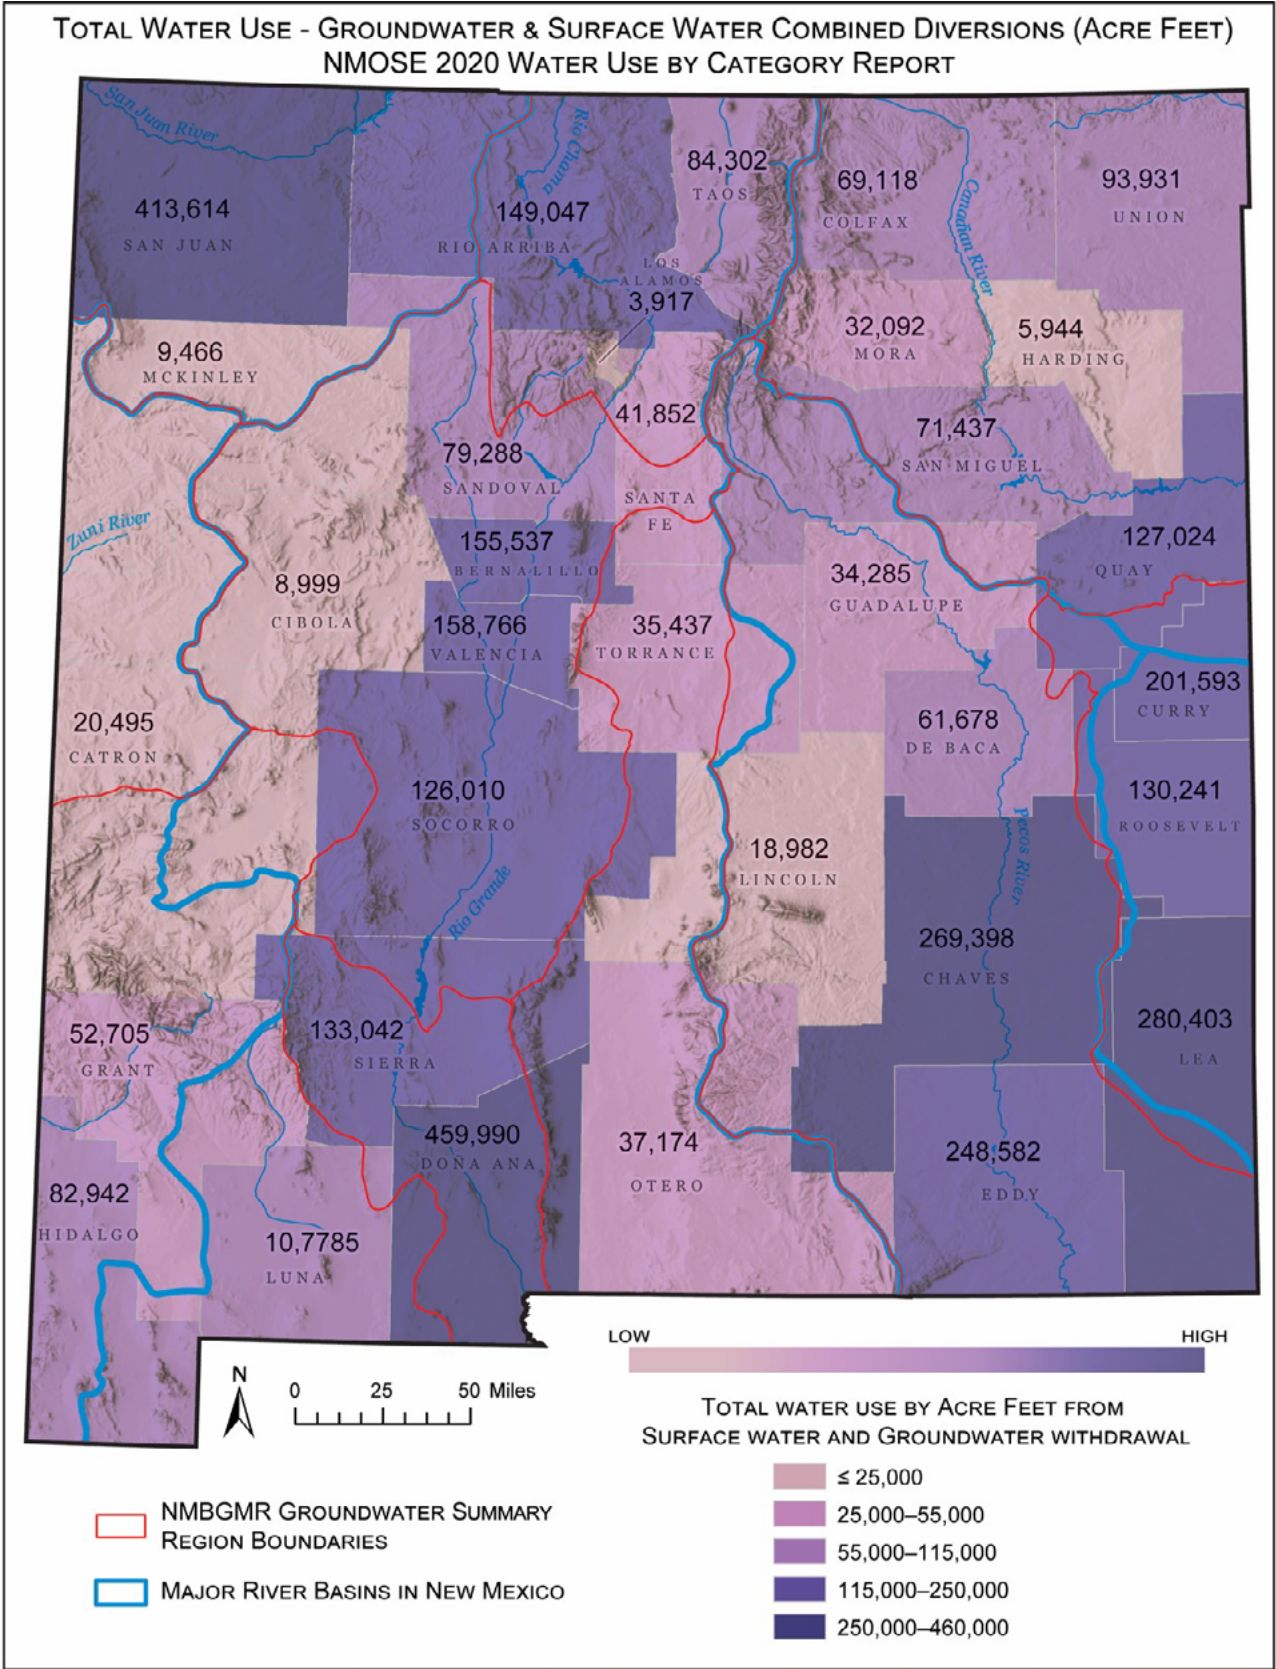 TOTAL WATER USE - GROUNDWATER & SURFACE WATER COMBINED DIVERSIONS (ACRE FEET)
NMOSE 2020 WATER USE BY CATEGORY REPORT
San Juan River
Rio Chama
84,302
TAOS
69,118
COLFAX
93,931
UNION
413,614
SAN JUAN
149,047
RIO ARRIBA
Canadian River
LOS
ALAMOS
3,917
32,092
MORA
5,944
HARDING
9,466
MCKINLEY
41,852
SANTA
FE
79,288
SANDOVAL
71,437
SAN MIGUEL
Zuni River
155,537
BERNALILLO
127,024
QUAY
8,999
CIBOLA
34,285
GUADALUPE
158,766
VALENCIA
35,437
TORRANCE
201,593
CURRY
20,495
CATRON
61,678
DE BACA
126,010
SOCORRO
130,241
ROOSEVELT
Pecos River
18,982
LINCOLN
Rio Grande
269,398
CHAVES
52,705
GRANT
133,042
SIERRA
280,403
LEA
459,990
DOÑA ANA
37,174
OTERO
248,582
EDDY
82,942
HIDALGO
10,7785
LUNA
LOW
HIGH
N
0 25 50 Miles
TOTAL WATER USE BY ACRE FEET FROM
SURFACE WATER AND GROUNDWATER WITHDRAWAL
≤ 25,000
25,000–55,000
55,000–115,000
115,000–250,000
250,000–460,000
NMBGMR GROUNDWATER SUMMARY
REGION BOUNDARIES
MAJOR RIVER BASINS IN NEW MEXICO